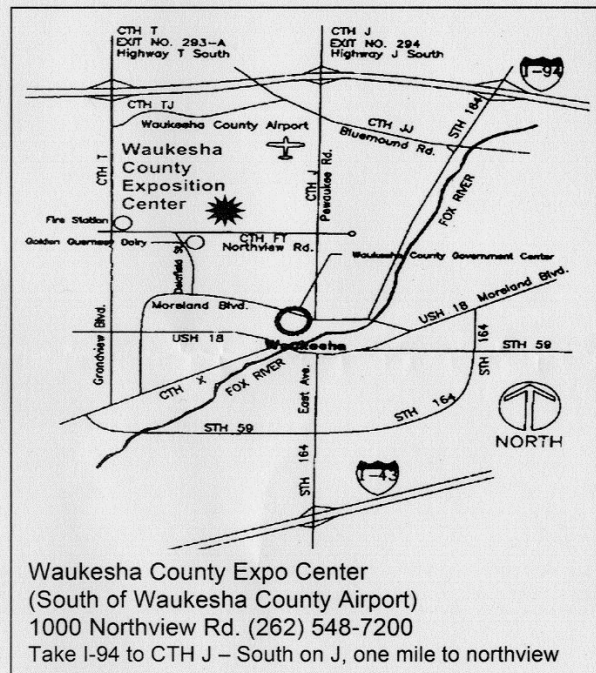 CTH T
EXIT NO. 293-A
Highway T South
CTH J
EXIT NO. 294
Highway J South
I-94
CTH TJ
STH 164
Waukesha County Airport
CTH JJ
Bluemound Rd.
CTH T
Waukesha
County
Exposition
Center
CTH J
Pewaukee Rd.
FOX RIVER
Fire Station
CTH FT
Northview Rd.
Golden Guernsey Dairy
Delafield St.
Waukesha County Government Center
Moreland Blvd.
USH 18 Moreland Blvd.
Grandview Blvd.
USH 18
Waukesha
STH 164
STH 59
CTH X
FOX RIVER
East Ave.
STH 59
STH 164
NORTH
STH 164
I-43
Waukesha County Expo Center
(South of Waukesha County Airport)
1000 Northview Rd. (262) 548-7200
Take I-94 to CTH J – South on J, one mile to northview